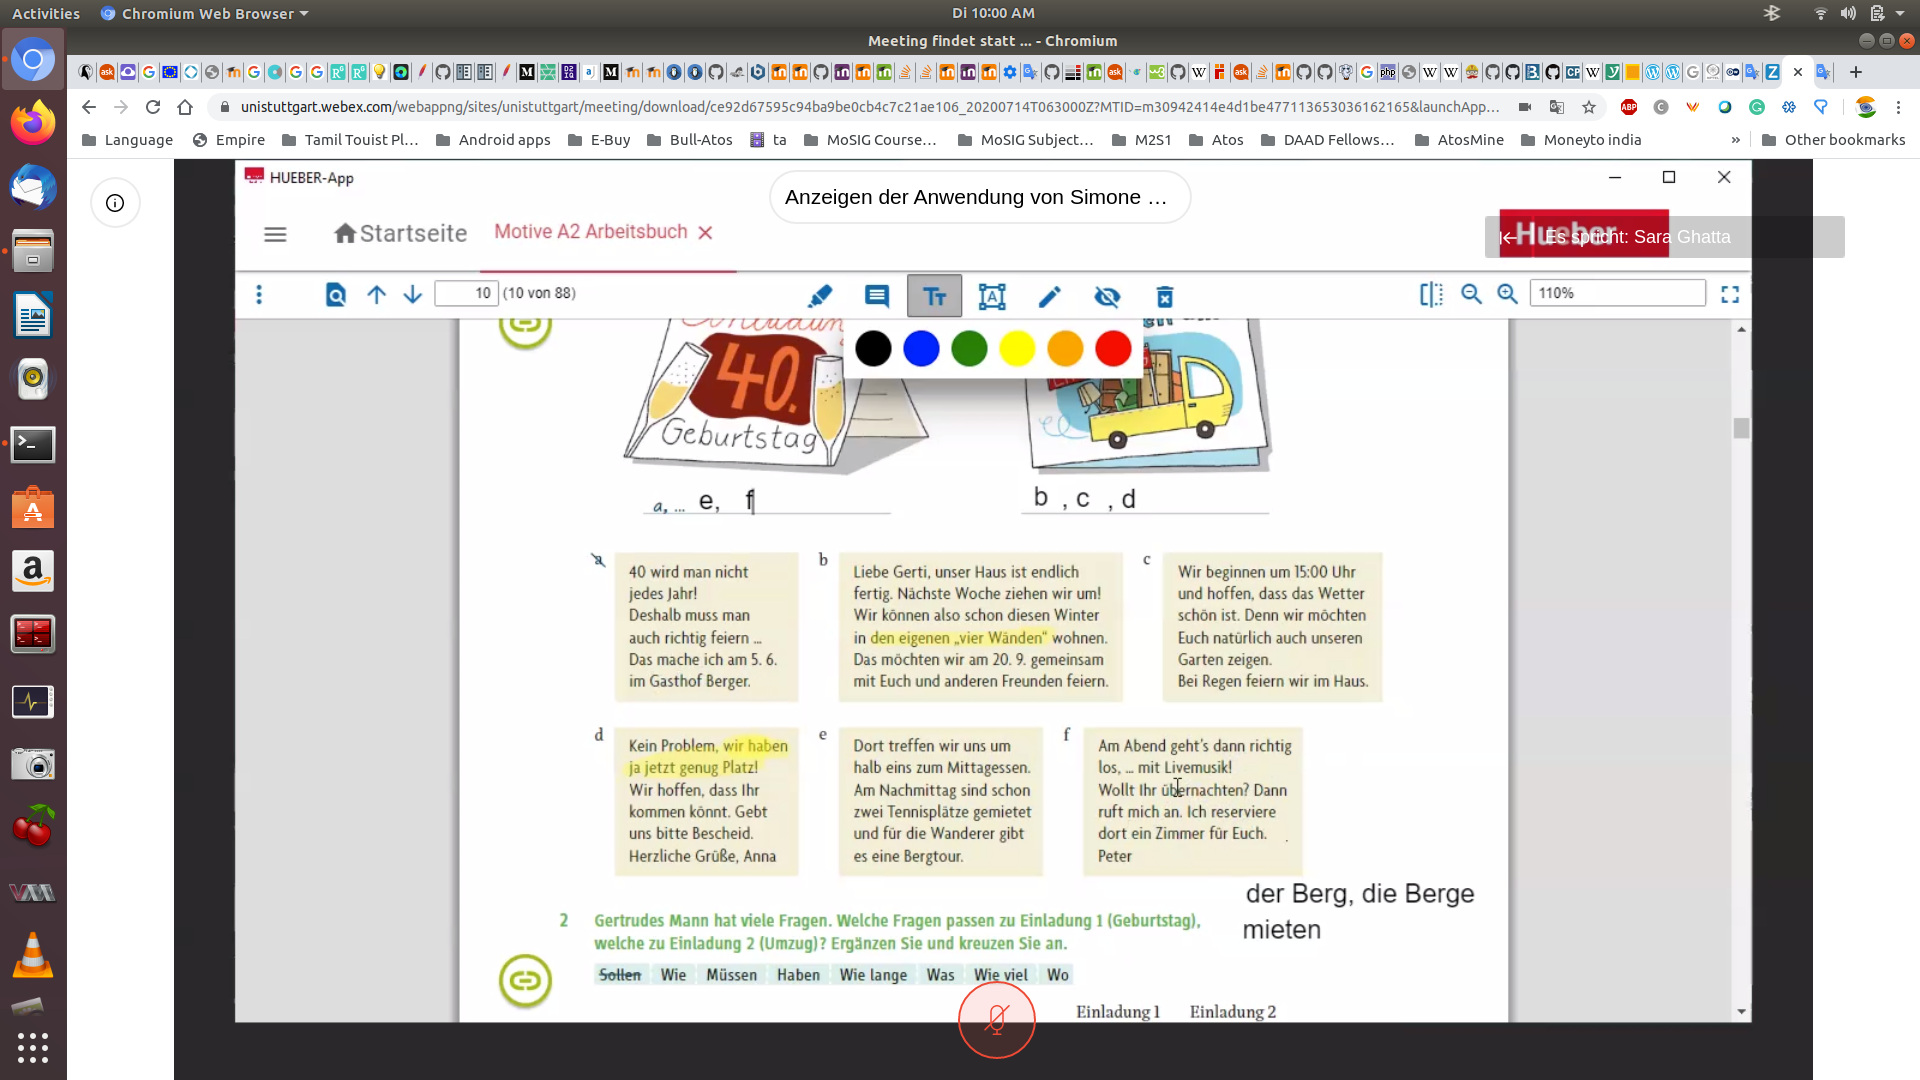 Activities
Chromium Web Browser
Di 10:00 AM
Meeting findet statt ... - Chromium
unistuttgart.webex.com/webappng/sites/unistuttgart/meeting/download/ce92d67595c94ba9be0cb4c7c21ae106_20200714T063000Z?MTID=m30942414e4d1be477113653036162165&launchApp...
Language Empire Tamil Touist Pl... Android apps E-Buy Bull-Atos ta MoSIG Course... MoSIG Subject... M2S1 Atos DAAD Fellows... AtosMine Moneyto india » Other bookmarks
HUEBER-App
Anzeigen der Anwendung von Simone ...
Startseite
Motive A2 Arbeitsbuch
Hueber
Es spricht: Sara Ghatta
10 (10 von 88)
110%
40.
Geburtstag
a, ... e, f
b , c , d
a
40 wird man nicht
jedes Jahr!
Deshalb muss man
auch richtig feiern ...
Das mache ich am 5. 6.
im Gasthof Berger.
b
Liebe Gerti, unser Haus ist endlich
fertig. Nächste Woche ziehen wir um!
Wir können also schon diesen Winter
in den eigenen „vier Wänden“ wohnen.
Das möchten wir am 20. 9. gemeinsam
mit Euch und anderen Freunden feiern.
c
Wir beginnen um 15:00 Uhr
und hoffen, dass das Wetter
schön ist. Denn wir möchten
Euch natürlich auch unseren
Garten zeigen.
Bei Regen feiern wir im Haus.
d
Kein Problem, wir haben
ja jetzt genug Platz!
Wir hoffen, dass Ihr
kommen könnt. Gebt
uns bitte Bescheid.
Herzliche Grüße, Anna
e
Dort treffen wir uns um
halb eins zum Mittagessen.
Am Nachmittag sind schon
zwei Tennisplätze gemietet
und für die Wanderer gibt
es eine Bergtour.
f
Am Abend geht's dann richtig
los, ... mit Livemusik!
Wollt Ihr übernachten? Dann
ruft mich an. Ich reserviere
dort ein Zimmer für Euch.
Peter
der Berg, die Berge
mieten
2 Gertrudes Mann hat viele Fragen. Welche Fragen passen zu Einladung 1 (Geburtstag),
welche zu Einladung 2 (Umzug)? Ergänzen Sie und kreuzen Sie an.
Sollen Wie Müssen Haben Wie lange Was Wie viel Wo
Einladung 1 Einladung 2